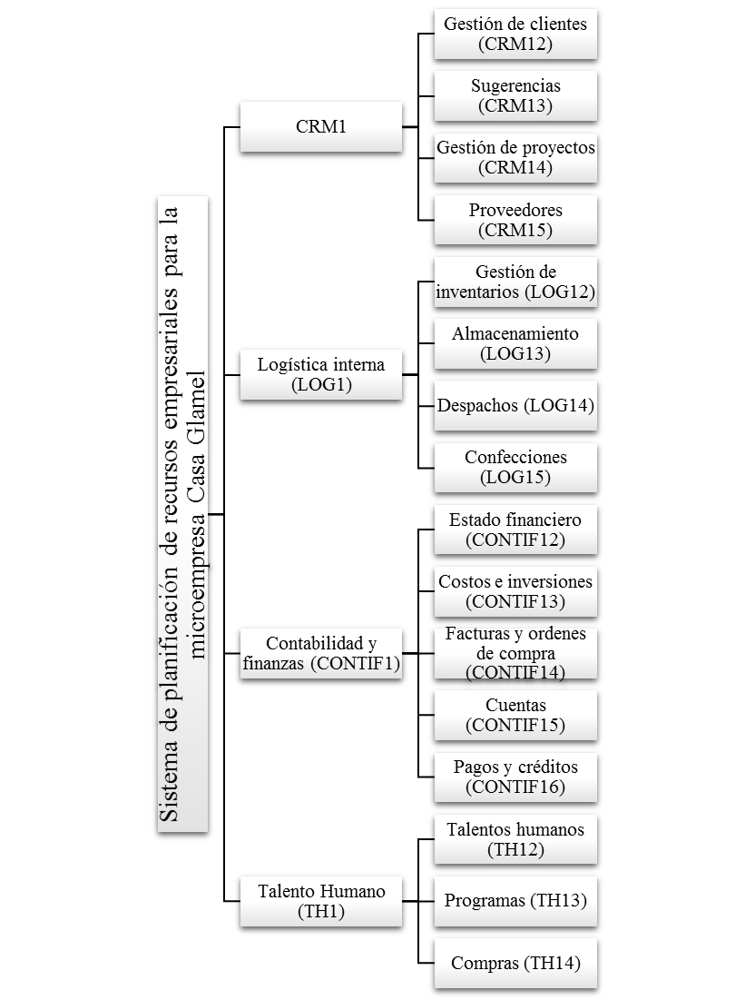 Sistema de planificación de recursos empresariales para la
microempresa Casa Glamel
CRM1
Gestión de clientes
(CRM12)
Sugerencias
(CRM13)
Gestión de proyectos
(CRM14)
Proveedores
(CRM15)
Logística interna
(LOG1)
Gestión de
inventarios (LOG12)
Almacenamiento
(LOG13)
Despachos (LOG14)
Confecciones
(LOG15)
Contabilidad y
finanzas (CONTIF1)
Estado financiero
(CONTIF12)
Costos e inversiones
(CONTIF13)
Facturas y ordenes
de compra
(CONTIF14)
Cuentas
(CONTIF15)
Pagos y créditos
(CONTIF16)
Talento Humano
(TH1)
Talentos humanos
(TH12)
Programas (TH13)
Compras (TH14)